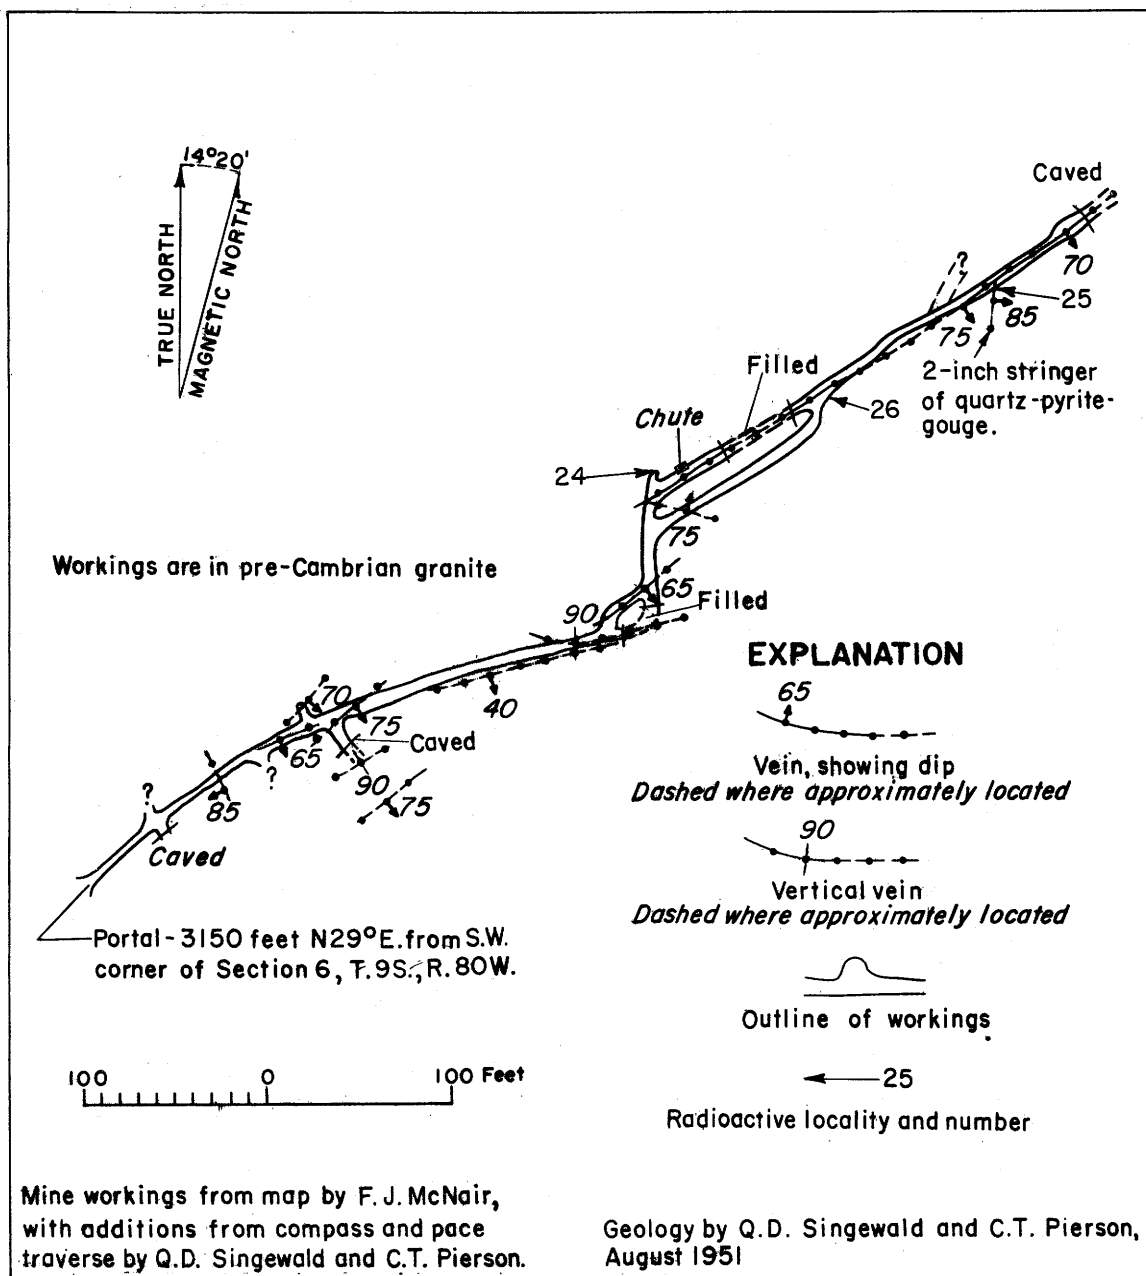 14°20'
TRUE NORTH
MAGNETIC NORTH
Caved
70
?
25
85
75
2-inch stringer
of quartz-pyrite-
gouge.
Filled
26
Chute
24
75
Workings are in pre-Cambrian granite
65
90
Filled
70
40
75
Caved
65
?
90
75
?
85
Caved
Portal-3150 feet N29°E. from S.W.
corner of Section 6, T.9S., R.80W.
EXPLANATION
65
Vein, showing dip
Dashed where approximately located
90
Vertical vein
Dashed where approximately located
Outline of workings
25
Radioactive locality and number
100 0 100 Feet
Mine workings from map by F. J. McNair,
with additions from compass and pace
traverse by Q.D. Singewald and C.T. Pierson.
Geology by Q.D. Singewald and C.T. Pierson,
August 1951